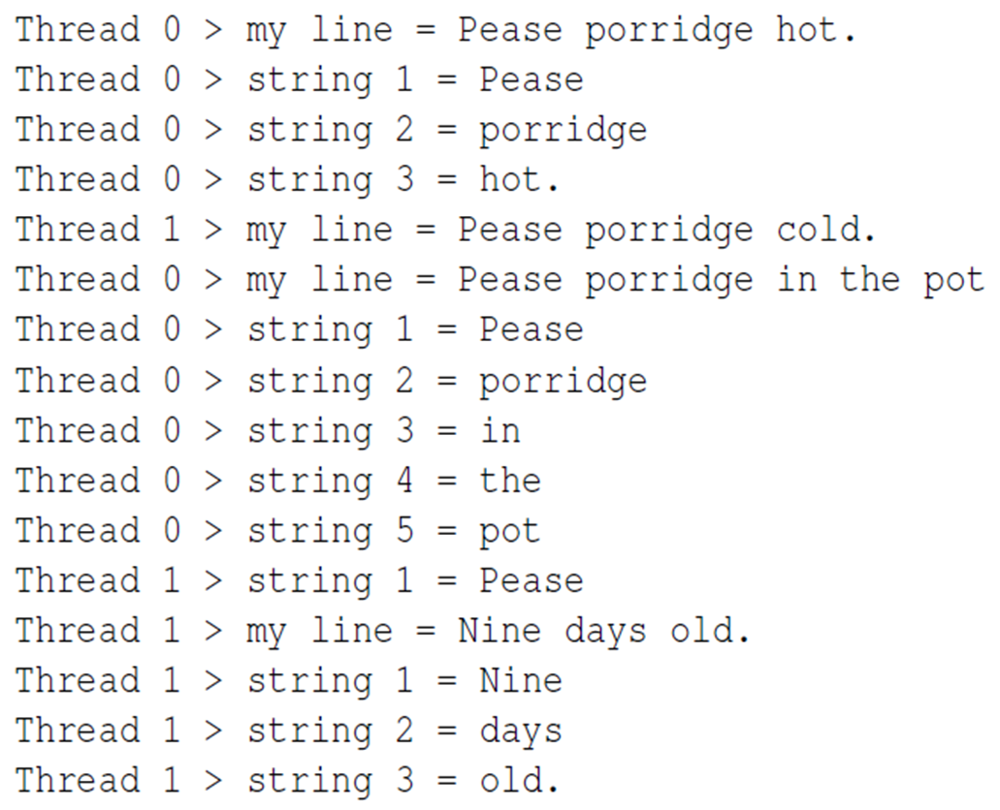 Thread 0 > my line = Pease porridge hot.
Thread 0 > string 1 = Pease
Thread 0 > string 2 = porridge
Thread 0 > string 3 = hot.
Thread 1 > my line = Pease porridge cold.
Thread 0 > my line = Pease porridge in the pot
Thread 0 > string 1 = Pease
Thread 0 > string 2 = porridge
Thread 0 > string 3 = in
Thread 0 > string 4 = the
Thread 0 > string 5 = pot
Thread 1 > string 1 = Pease
Thread 1 > my line = Nine days old.
Thread 1 > string 1 = Nine
Thread 1 > string 2 = days
Thread 1 > string 3 = old.